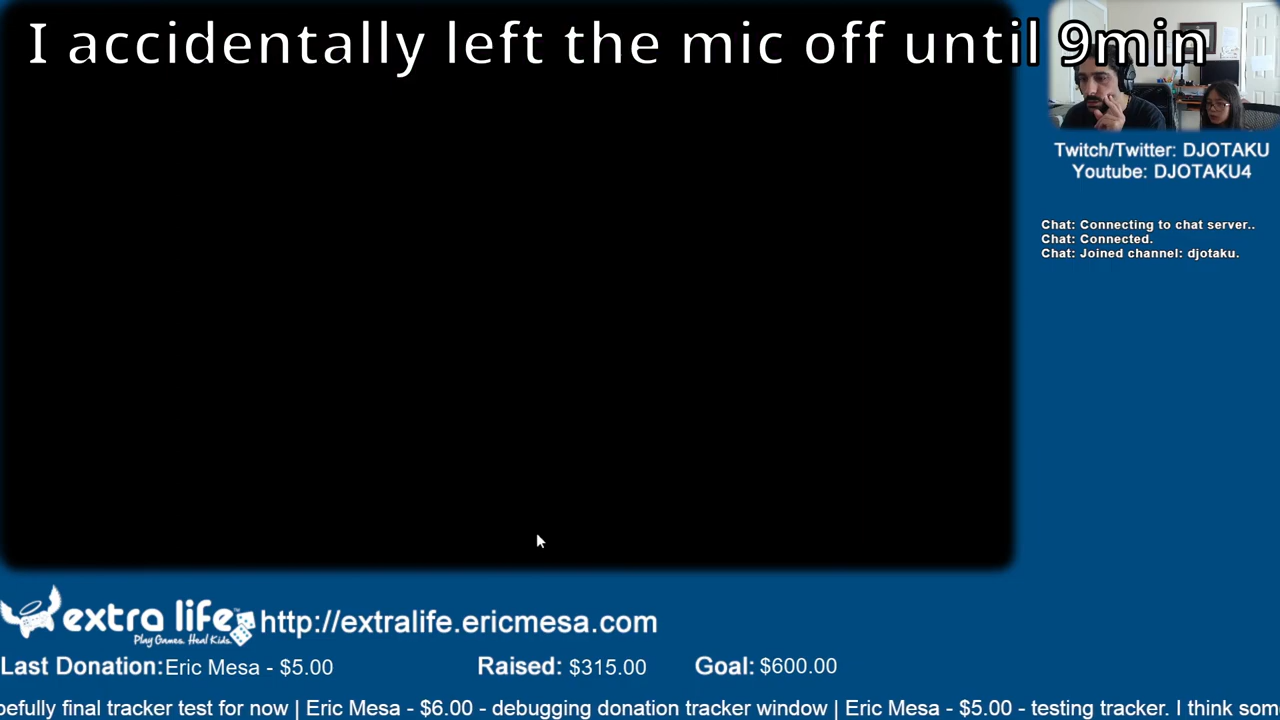 I accidentally left the mic off until 9min
Twitch/Twitter: DJOTAKU
Youtube: DJOTAKU4
Chat: Connecting to chat server..
Chat: Connected.
Chat: Joined channel: djotaku.
extra life
Play Games. Heal Kids.
http://extralife.ericmesa.com
Last Donation: Eric Mesa - $5.00 Raised: $315.00 Goal: $600.00
pefully final tracker test for now | Eric Mesa - $6.00 - debugging donation tracker window | Eric Mesa - $5.00 - testing tracker. I think som